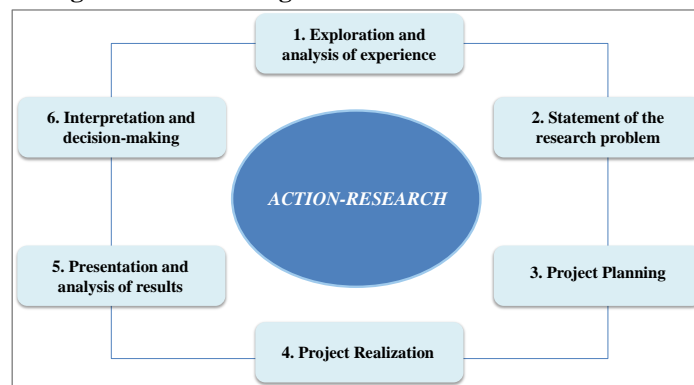 1. Exploration and
analysis of experience
6. Interpretation and
decision-making
2. Statement of the
research problem
ACTION-RESEARCH
5. Presentation and
analysis of results
3. Project Planning
4. Project Realization